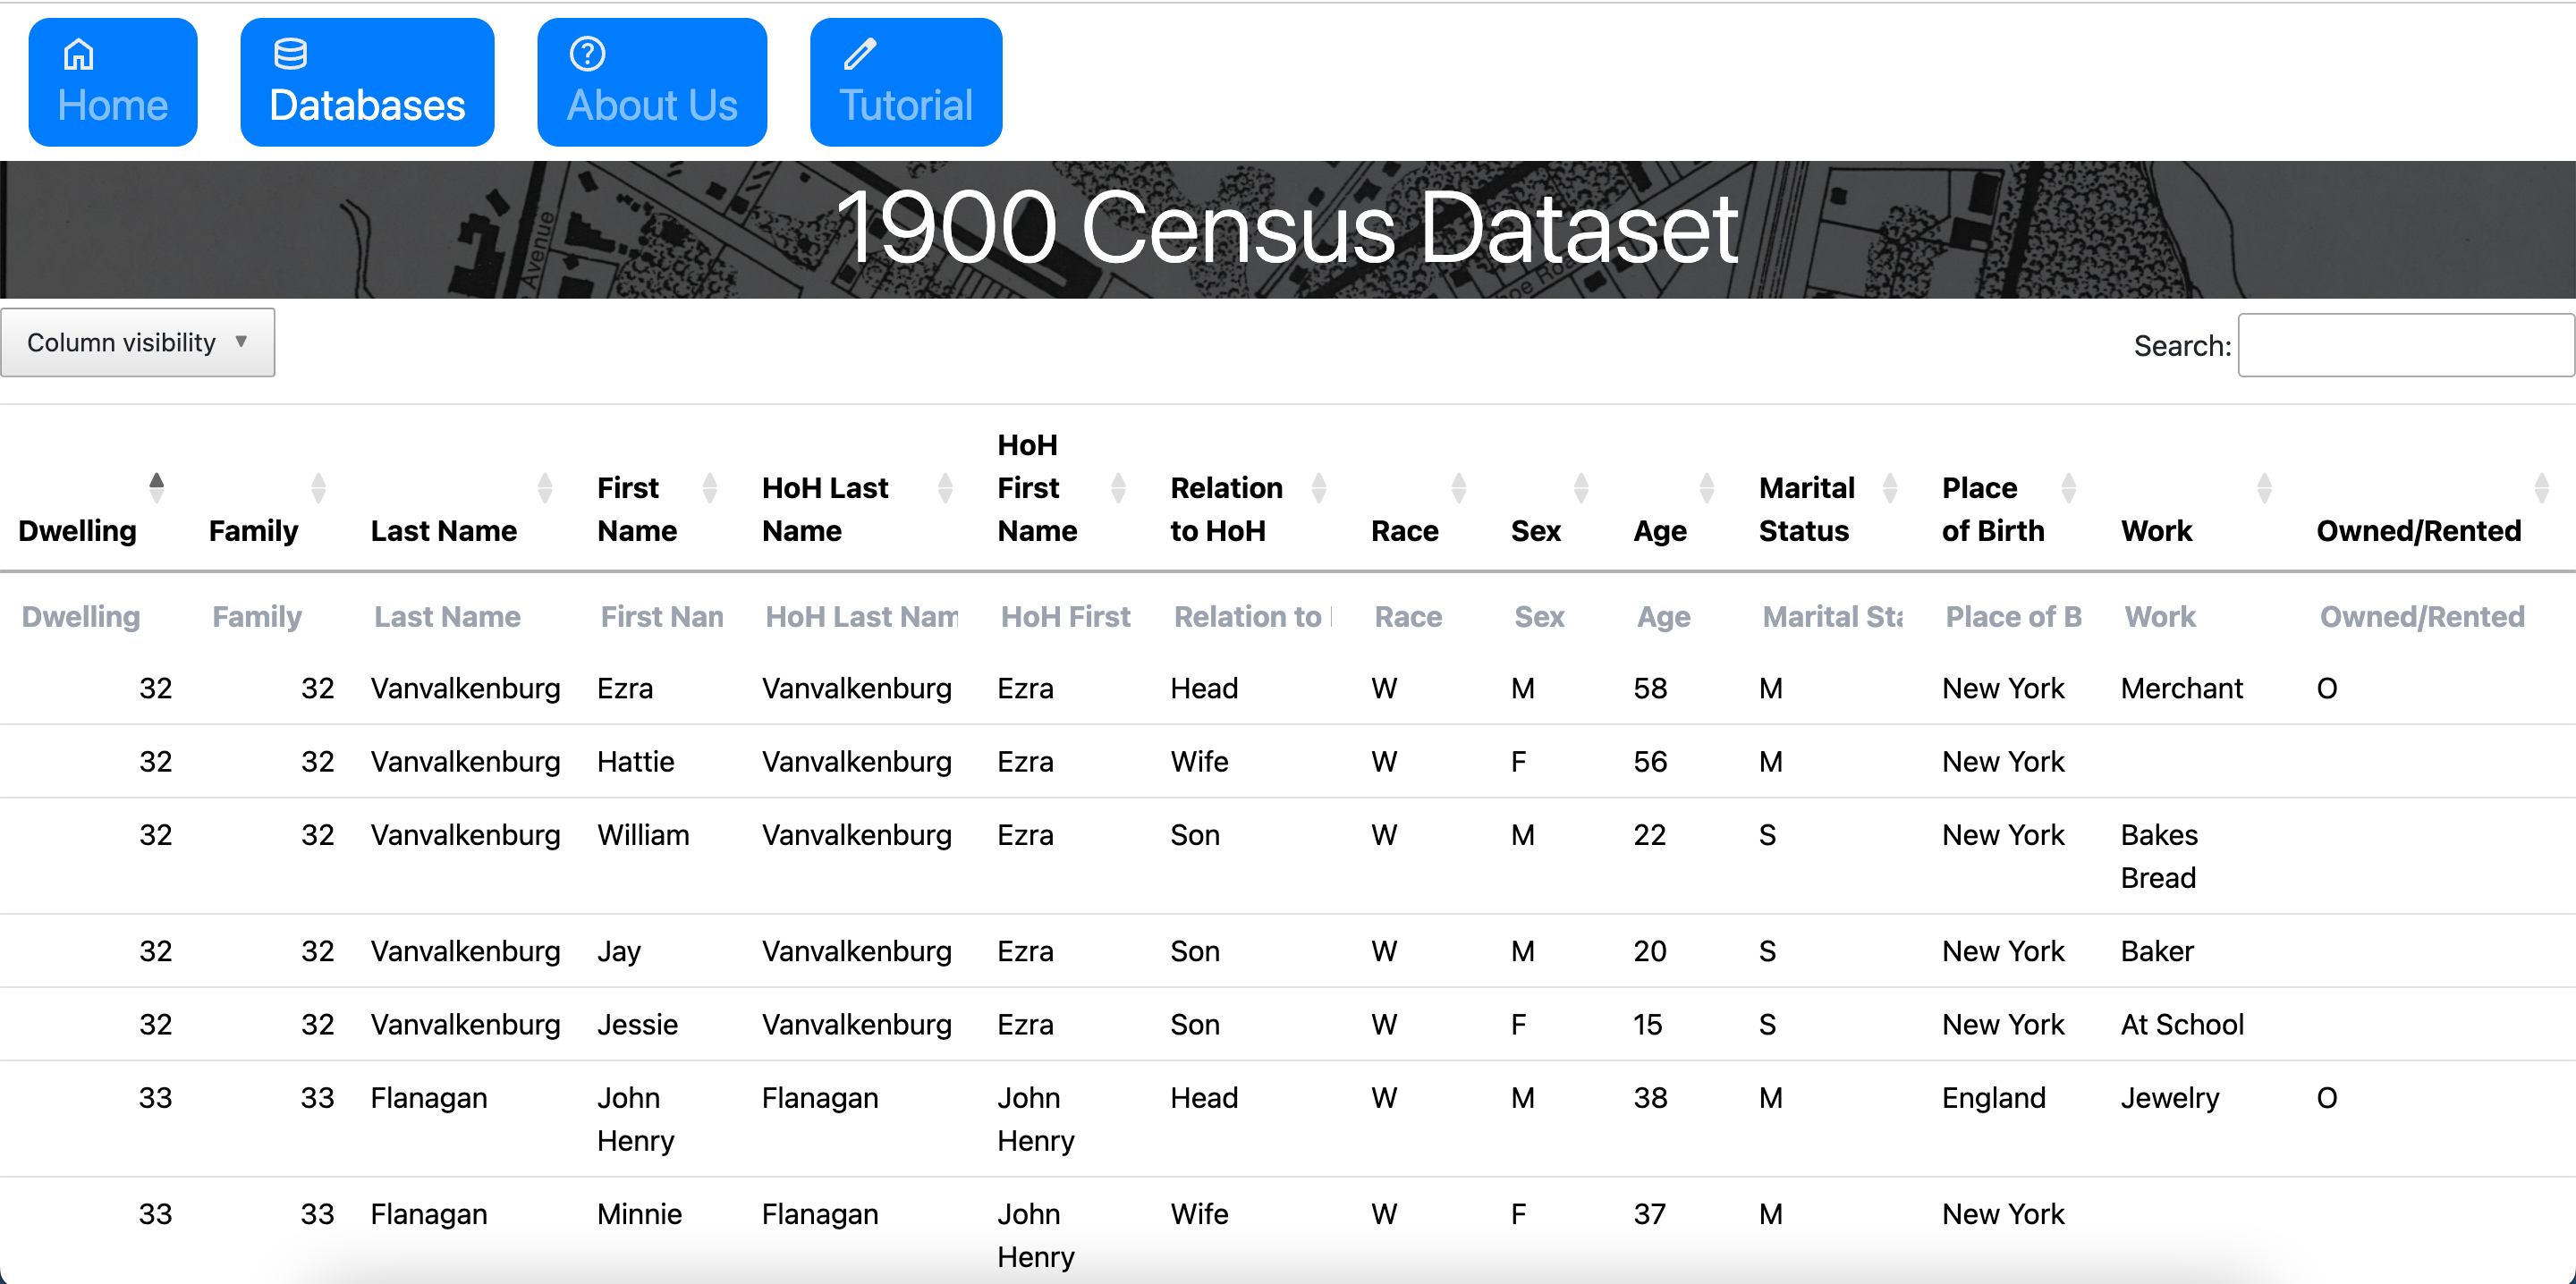 Home Databases About Us Tutorial
Avenue
1900 Census Dataset
Column visibility ▼ Search:
Dwelling Family Last Name First Name HoH Last Name HoH First Name Relation to HoH Race Sex Age Marital Status Place of Birth Work Owned/Rented
Dwelling Family Last Name First Nan HoH Last Nam HoH First Relation to Race Sex Age Marital Sta Place of B Work Owned/Rented
32 32 Vanvalkenburg Ezra Vanvalkenburg Ezra Head W M 58 M New York Merchant O
32 32 Vanvalkenburg Hattie Vanvalkenburg Ezra Wife W F 56 M New York
32 32 Vanvalkenburg William Vanvalkenburg Ezra Son W M 22 S New York Bakes Bread
32 32 Vanvalkenburg Jay Vanvalkenburg Ezra Son W M 20 S New York Baker
32 32 Vanvalkenburg Jessie Vanvalkenburg Ezra Son W F 15 S New York At School
33 33 Flanagan John Henry Flanagan John Henry Head W M 38 M England Jewelry O
33 33 Flanagan Minnie Flanagan John Henry Wife W F 37 M New York